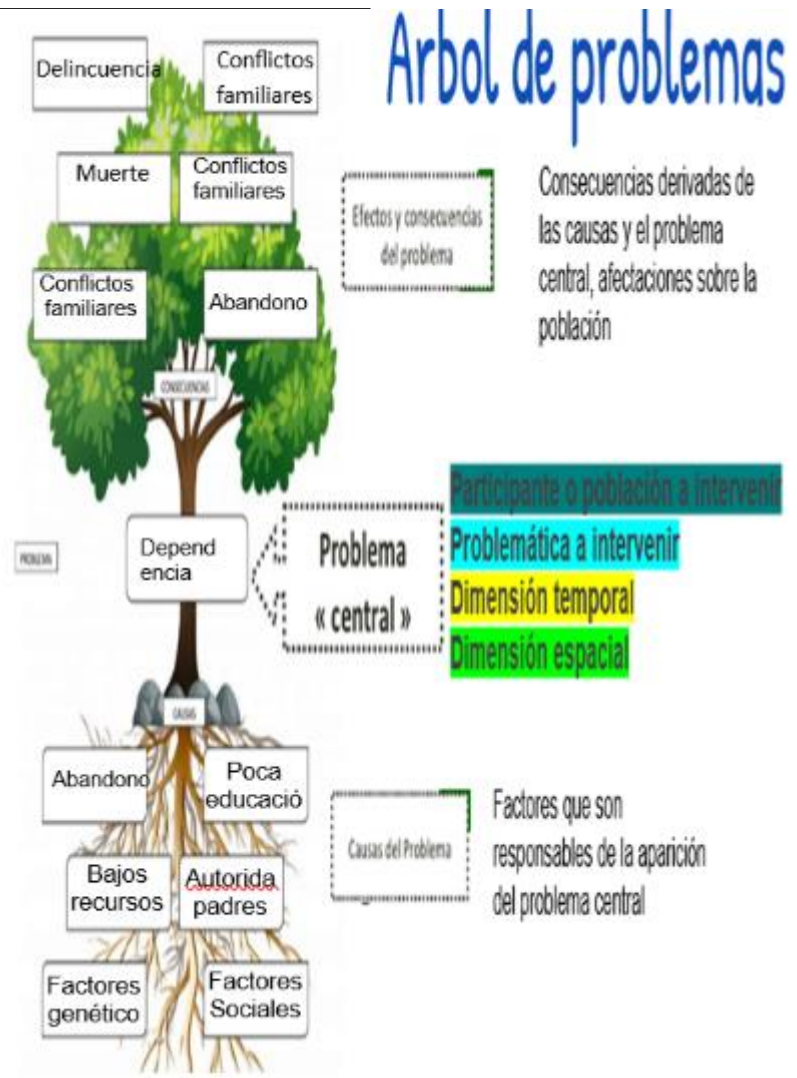 Arbol de problemas
Delincuencia
Conflictos
familiares
Muerte
Conflictos
familiares
Conflictos
familiares
Abandono
CONSECUENCIAS
Efectos y consecuencias
del problema
Consecuencias derivadas de
las causas y el problema
central, afectaciones sobre la
población
PROBLEMA
Depend
encia
Problema
« central »
Participante o población a intervenir
Problemática a intervenir
Dimensión temporal
Dimensión espacial
CAUSAS
Abandono
Poca
educació
Bajos
recursos
Autorida
padres
Factores
genético
Factores
Sociales
Causas del Problema
Factores que son
responsables de la aparición
del problema central